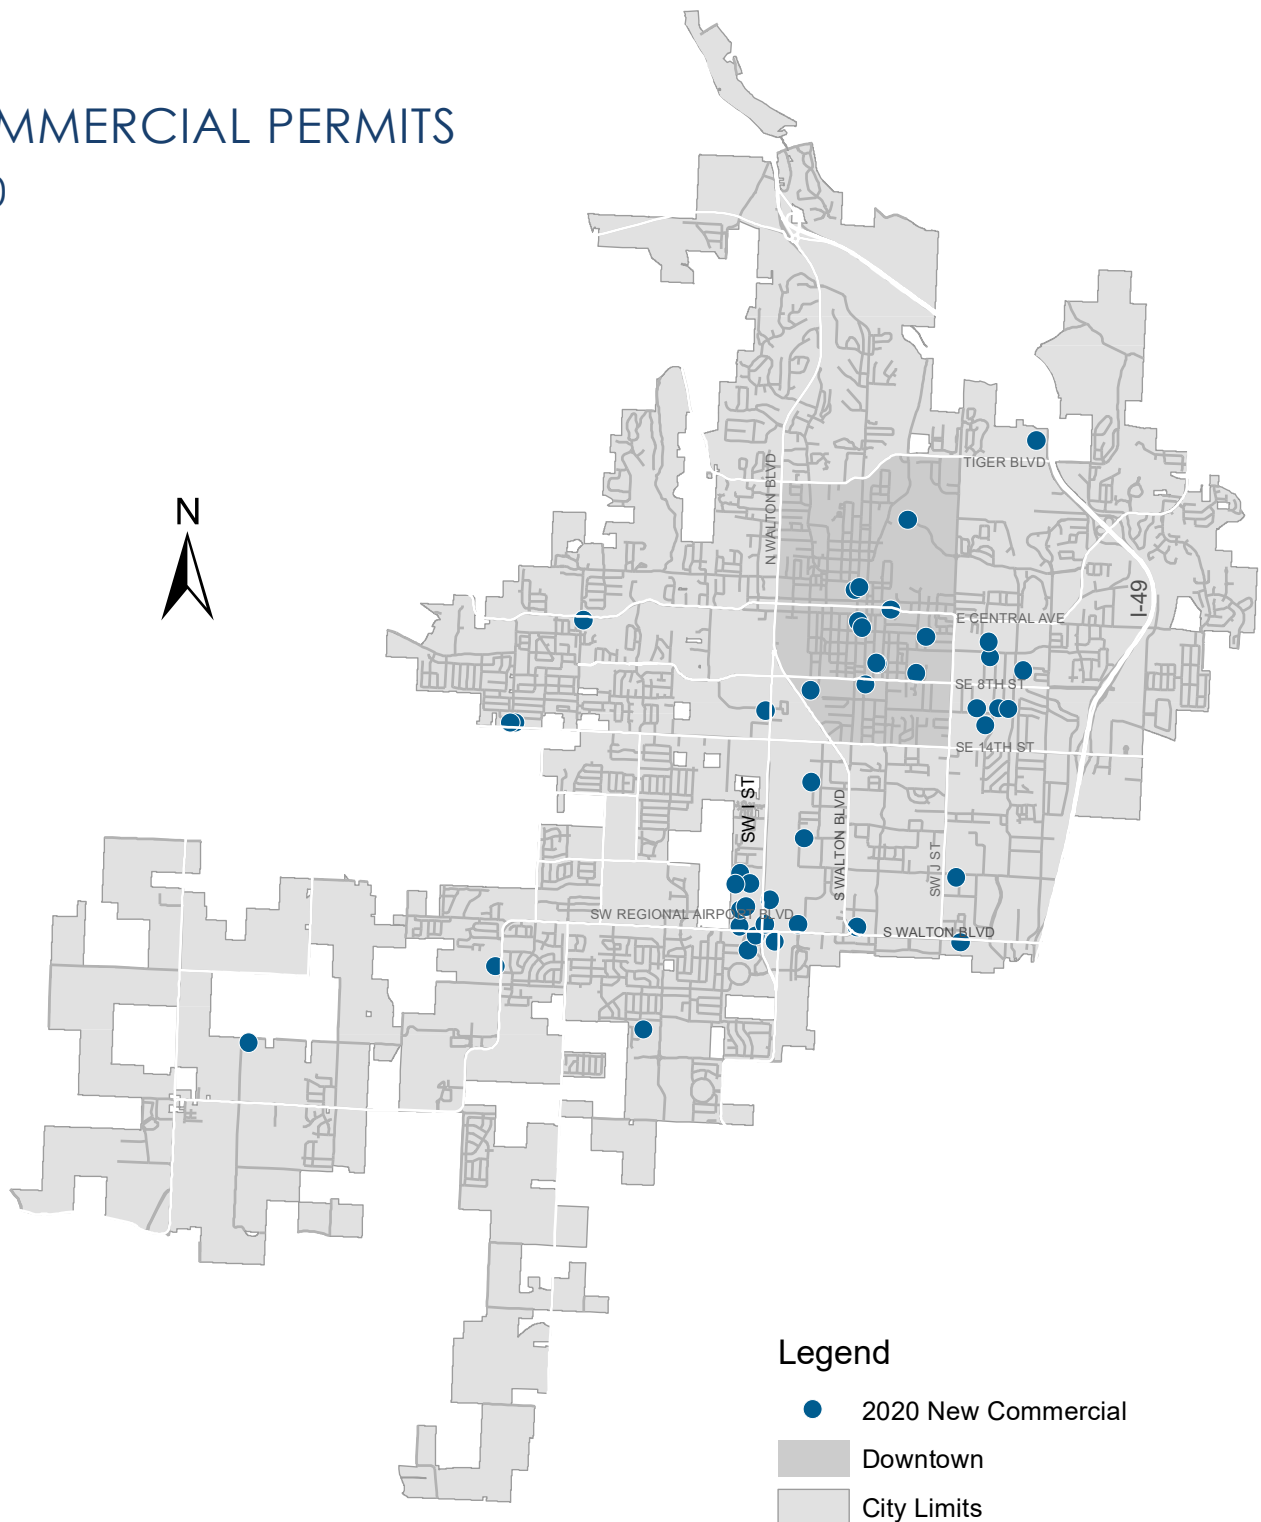 MMERCIAL PERMITS
0
N
TIGER BLVD
N WALTON BLVD
I-49
E CENTRAL AVE
SE 8TH ST
SE 14TH ST
SW I ST
S WALTON BLVD
SW J ST
SW REGIONAL AIRPORT BLVD
S WALTON BLVD
Legend
2020 New Commercial
Downtown
City Limits